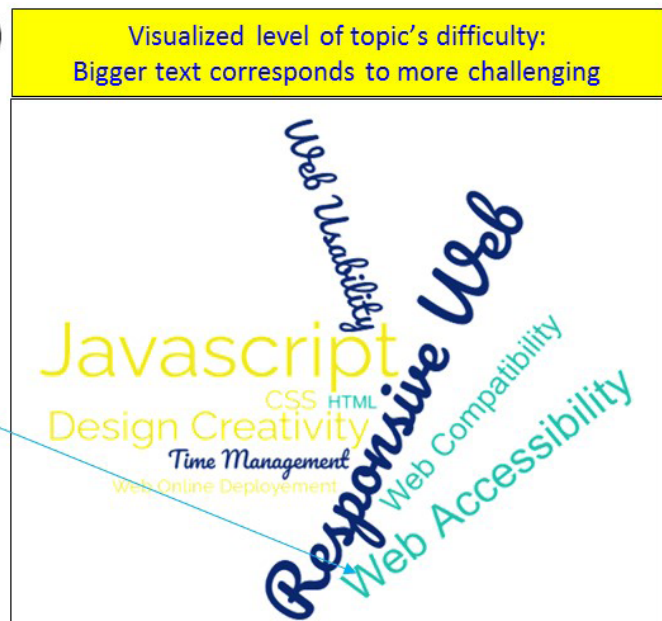 Visualized level of topic's difficulty:
Bigger text corresponds to more challenging
Web Usability
Responsive Web
Javascript
CSS
HTML
Design Creativity
Time Management
Web Online Deployement
Web Compatibility
Web Accessibility